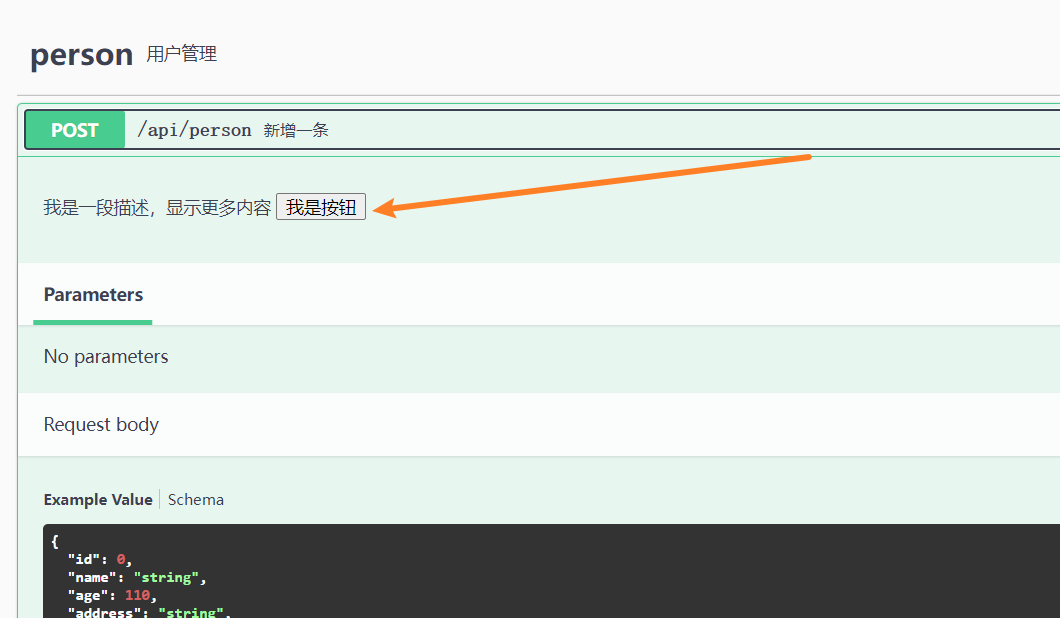 person 用户管理
POST /api/person 新增一条
我是一段描述，显示更多内容 我是按钮
Parameters
No parameters
Request body
Example Value Schema
{
"id": 0,
"name": "string",
"age": 110,
"address": "string",